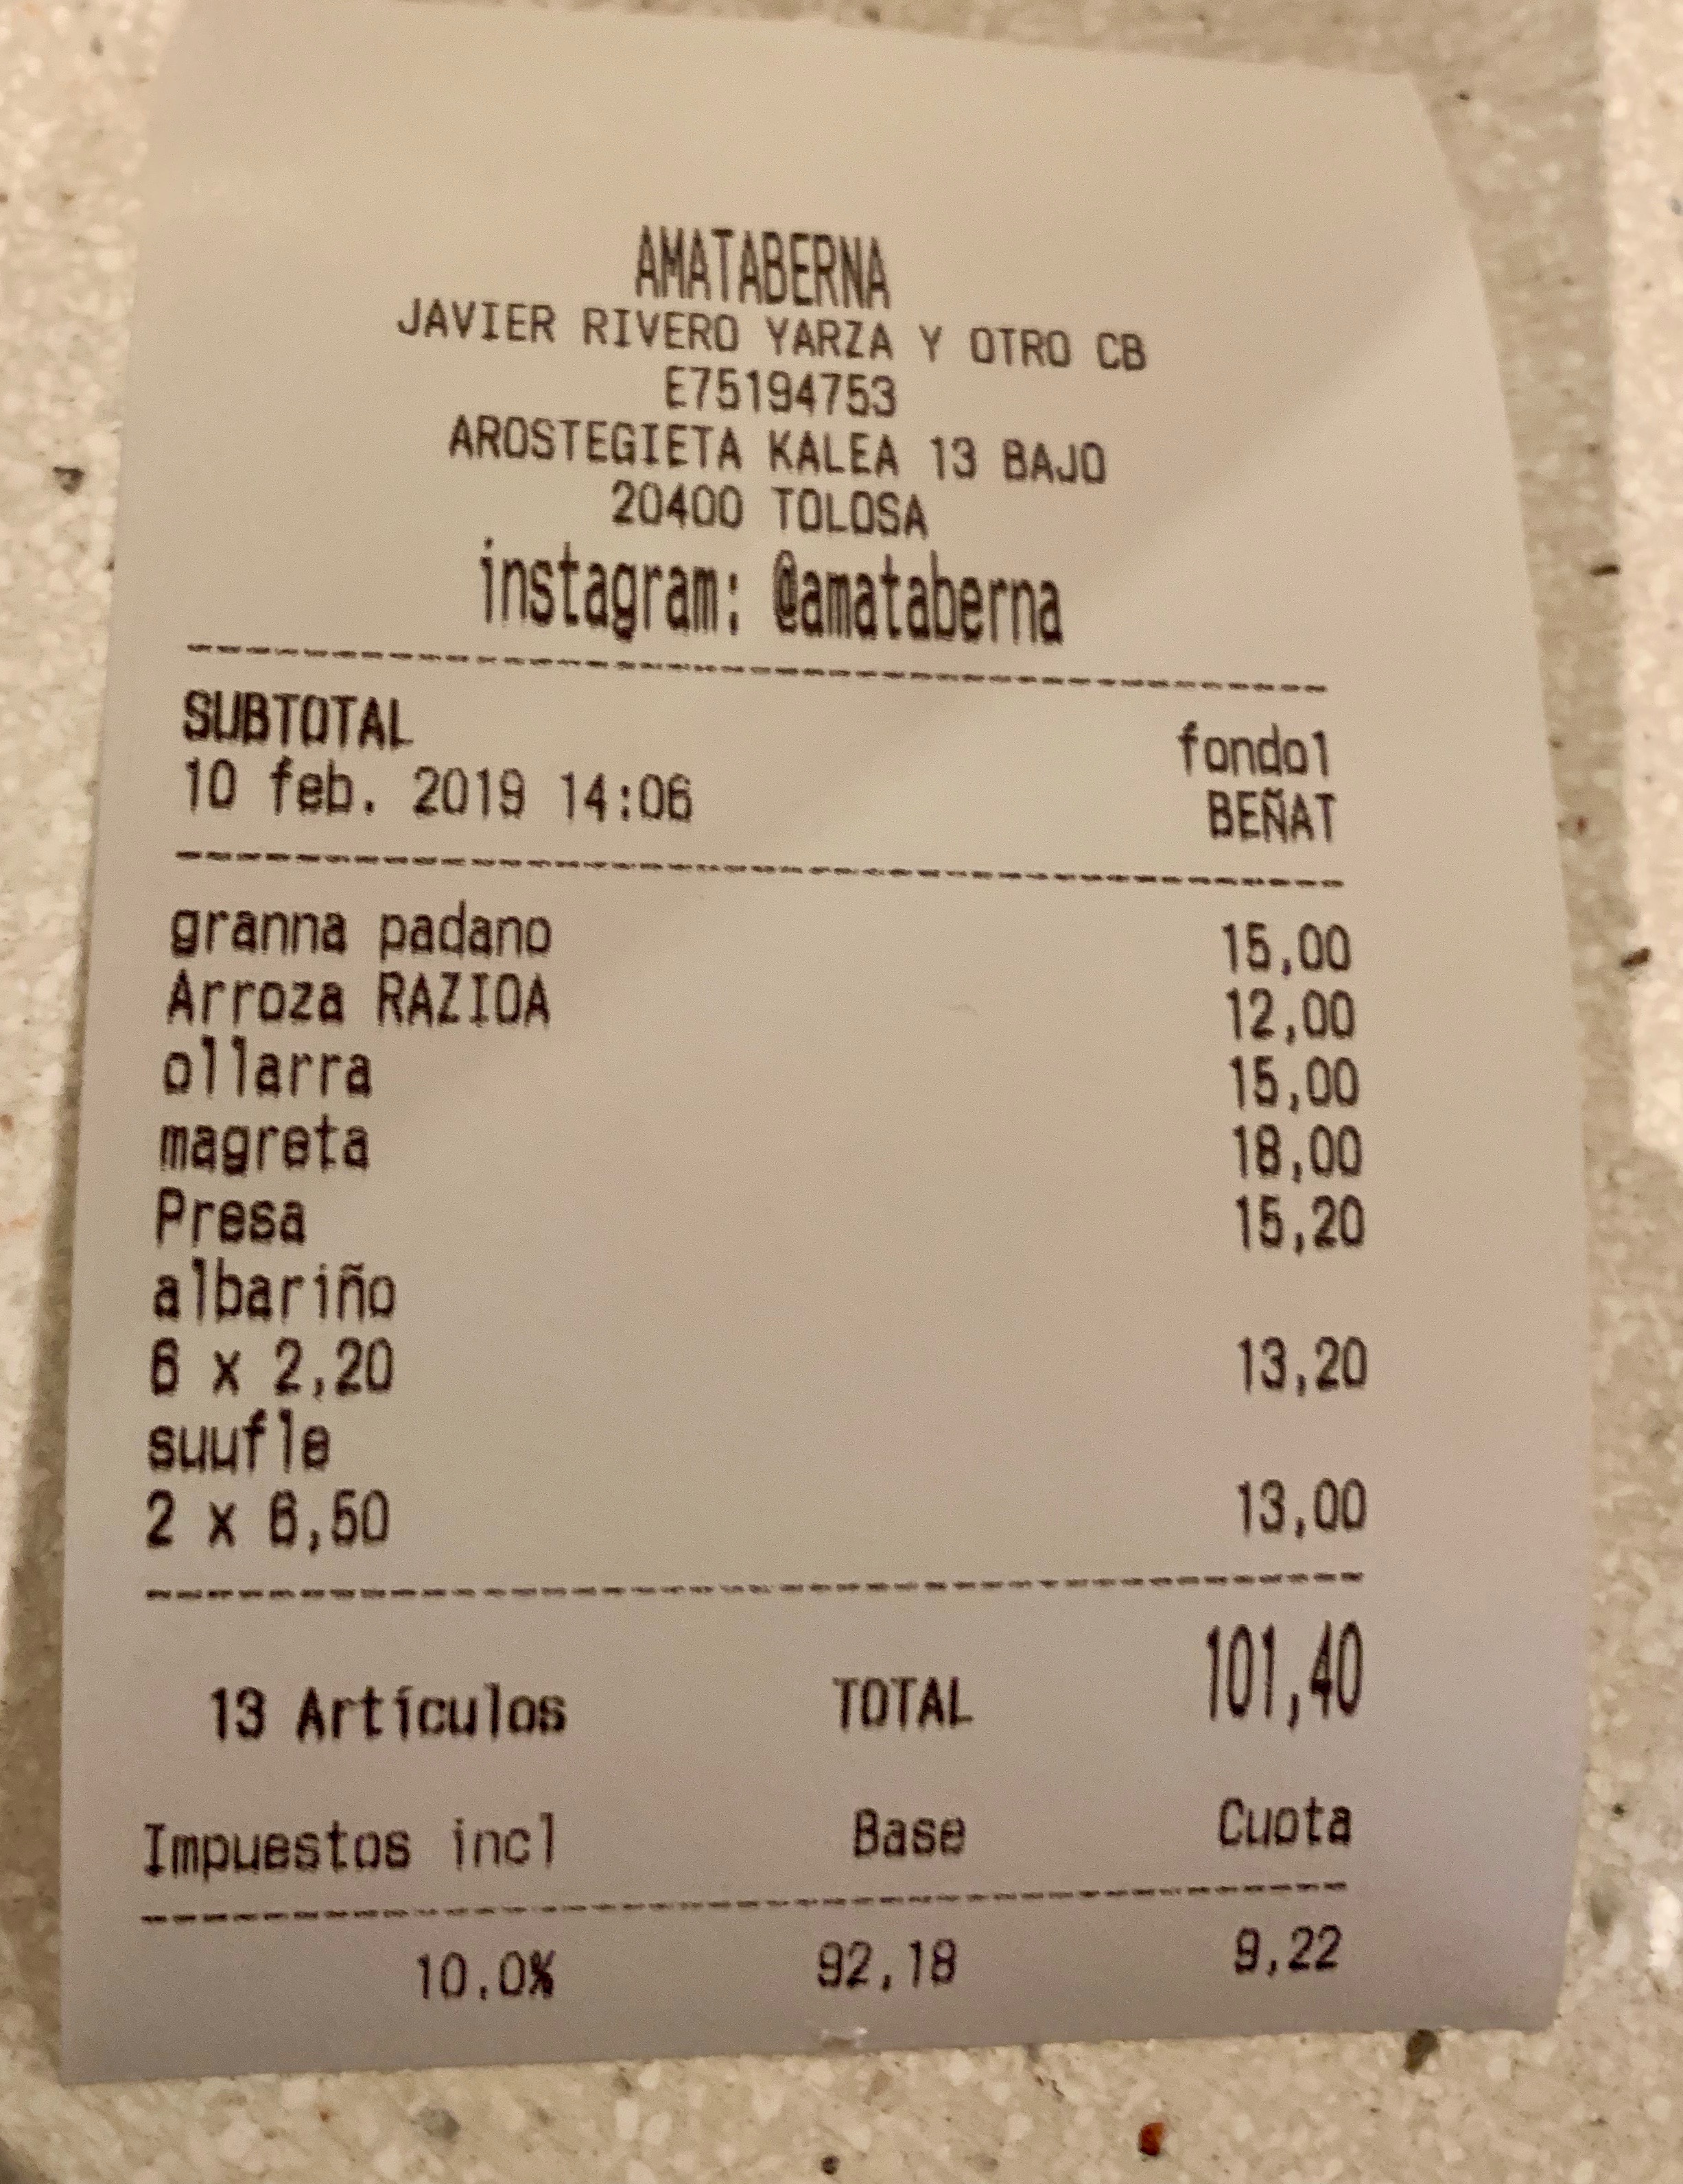 AMATABERNA
JAVIER RIVERO YARZA Y OTRO CB
E75194753
AROSTEGIETA KALEA 13 BAJO
20400 TOLOSA
instagram: @amataberna
SUBTOTAL fondo1
10 feb. 2019 14:06 BEÑAT
granna padano 15,00
Arroza RAZIOA 12,00
ollarra 15,00
magreta 18,00
Presa 15,20
albariño
6 x 2,20 13,20
suufle
2 x 6,50 13,00
13 Artículos TOTAL 101,40
Impuestos incl Base Cuota
10.0% 92,18 9,22